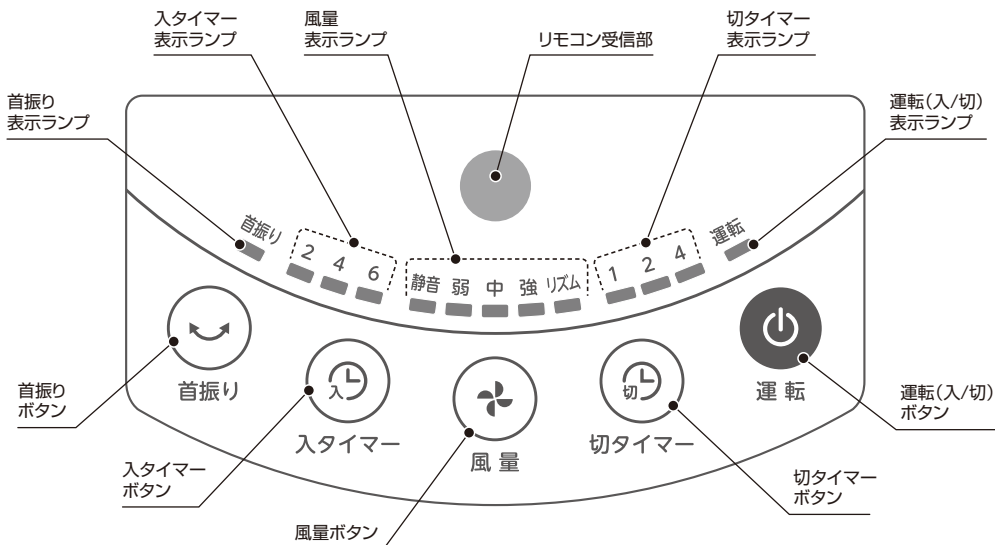 入タイマー
表示ランプ
風量
表示ランプ
リモコン受信部
切タイマー
表示ランプ
首振り
表示ランプ
運転(入/切)
表示ランプ
首振り
2 4 6
静音 弱 中 強 リズム
1 2 4
運転
首振り
入
入タイマー
風量
切
切タイマー
運転
首振り
ボタン
入タイマー
ボタン
風量ボタン
切タイマー
ボタン
運転(入/切)
ボタン